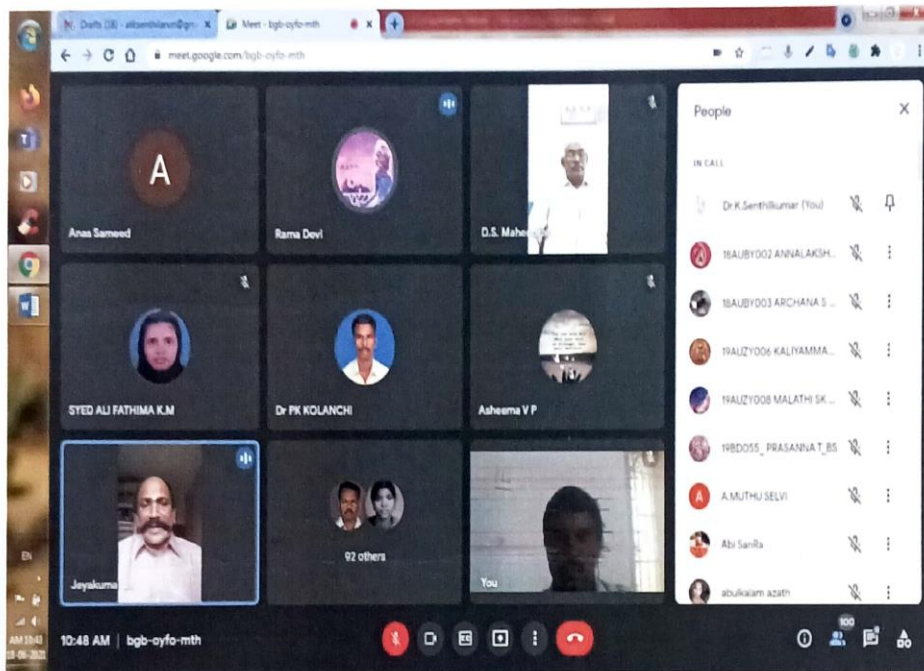 Meet - bgb-oyfo-mth
meet.google.com/bgb-oyfo-mth
A
Anas Sameed
Rama Devi
D.S.
People
IN CALL
Dr.K.Senthilkumar (You)
18AUBY002 ANNALAKSH...
18AUBY003 ARCHANA S ...
19AUZY006 KALIYAMMA...
19AUZY008 MALATHI SK ...
19BD055_ PRASANNA T_BS
A A.MUTHU SELVI
Abi SanRa
abulkalam azath
SYED ALI FATHIMA K.M
Dr PK KOLANCHI
Asheema V P
Jeyakuma
92 others
You
EN
10:48 AM | bgb-oyfo-mth
100